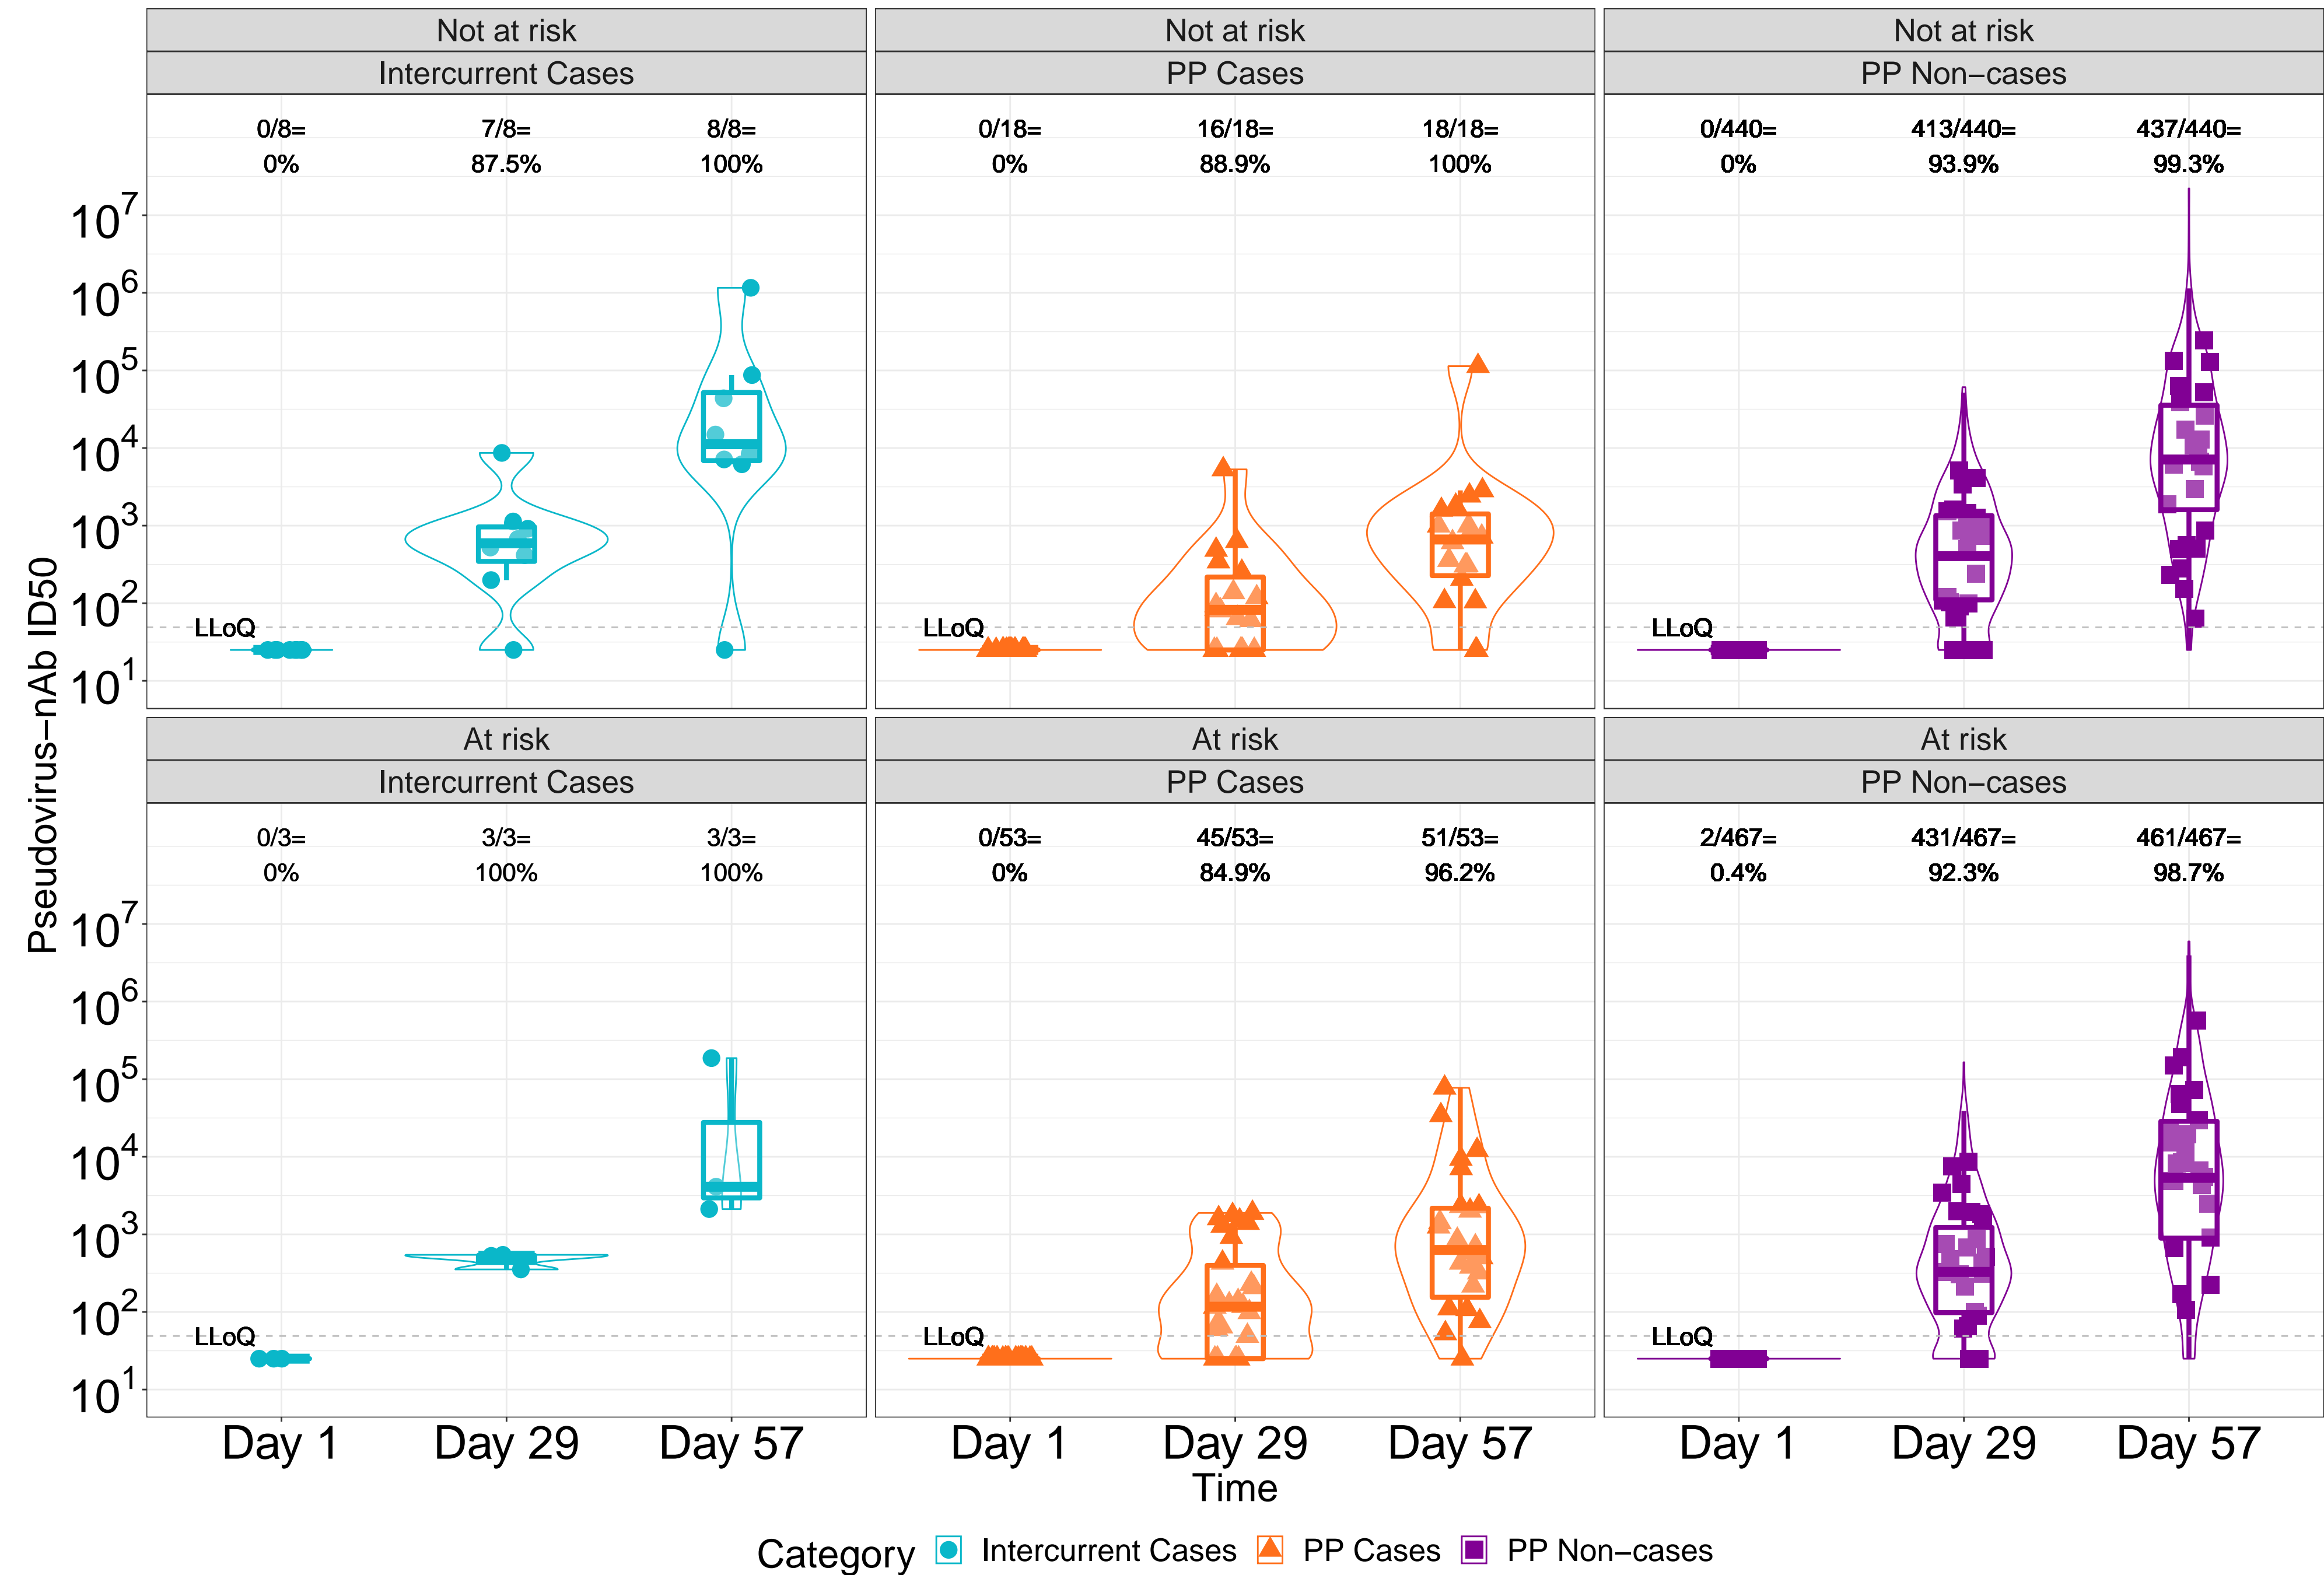 Not at risk
Not at risk
Not at risk
Intercurrent Cases
PP Cases
PP Non−cases
0/8=
0%
7/8=
87.5%
8/8=
100%
0/18=
0%
16/18=
88.9%
18/18=
100%
0/440=
0%
413/440=
93.9%
437/440=
99.3%
10^7
10^6
10^5
10^4
10^3
10^2
10^1
LLoQ
LLoQ
LLoQ
Pseudovirus−nAb ID50
At risk
At risk
At risk
Intercurrent Cases
PP Cases
PP Non−cases
0/3=
0%
3/3=
100%
3/3=
100%
0/53=
0%
45/53=
84.9%
51/53=
96.2%
2/467=
0.4%
431/467=
92.3%
461/467=
98.7%
10^7
10^6
10^5
10^4
10^3
10^2
10^1
LLoQ
LLoQ
LLoQ
Day 1 Day 29 Day 57
Day 1 Day 29 Day 57
Day 1 Day 29 Day 57
Time
Category Intercurrent Cases PP Cases PP Non−cases